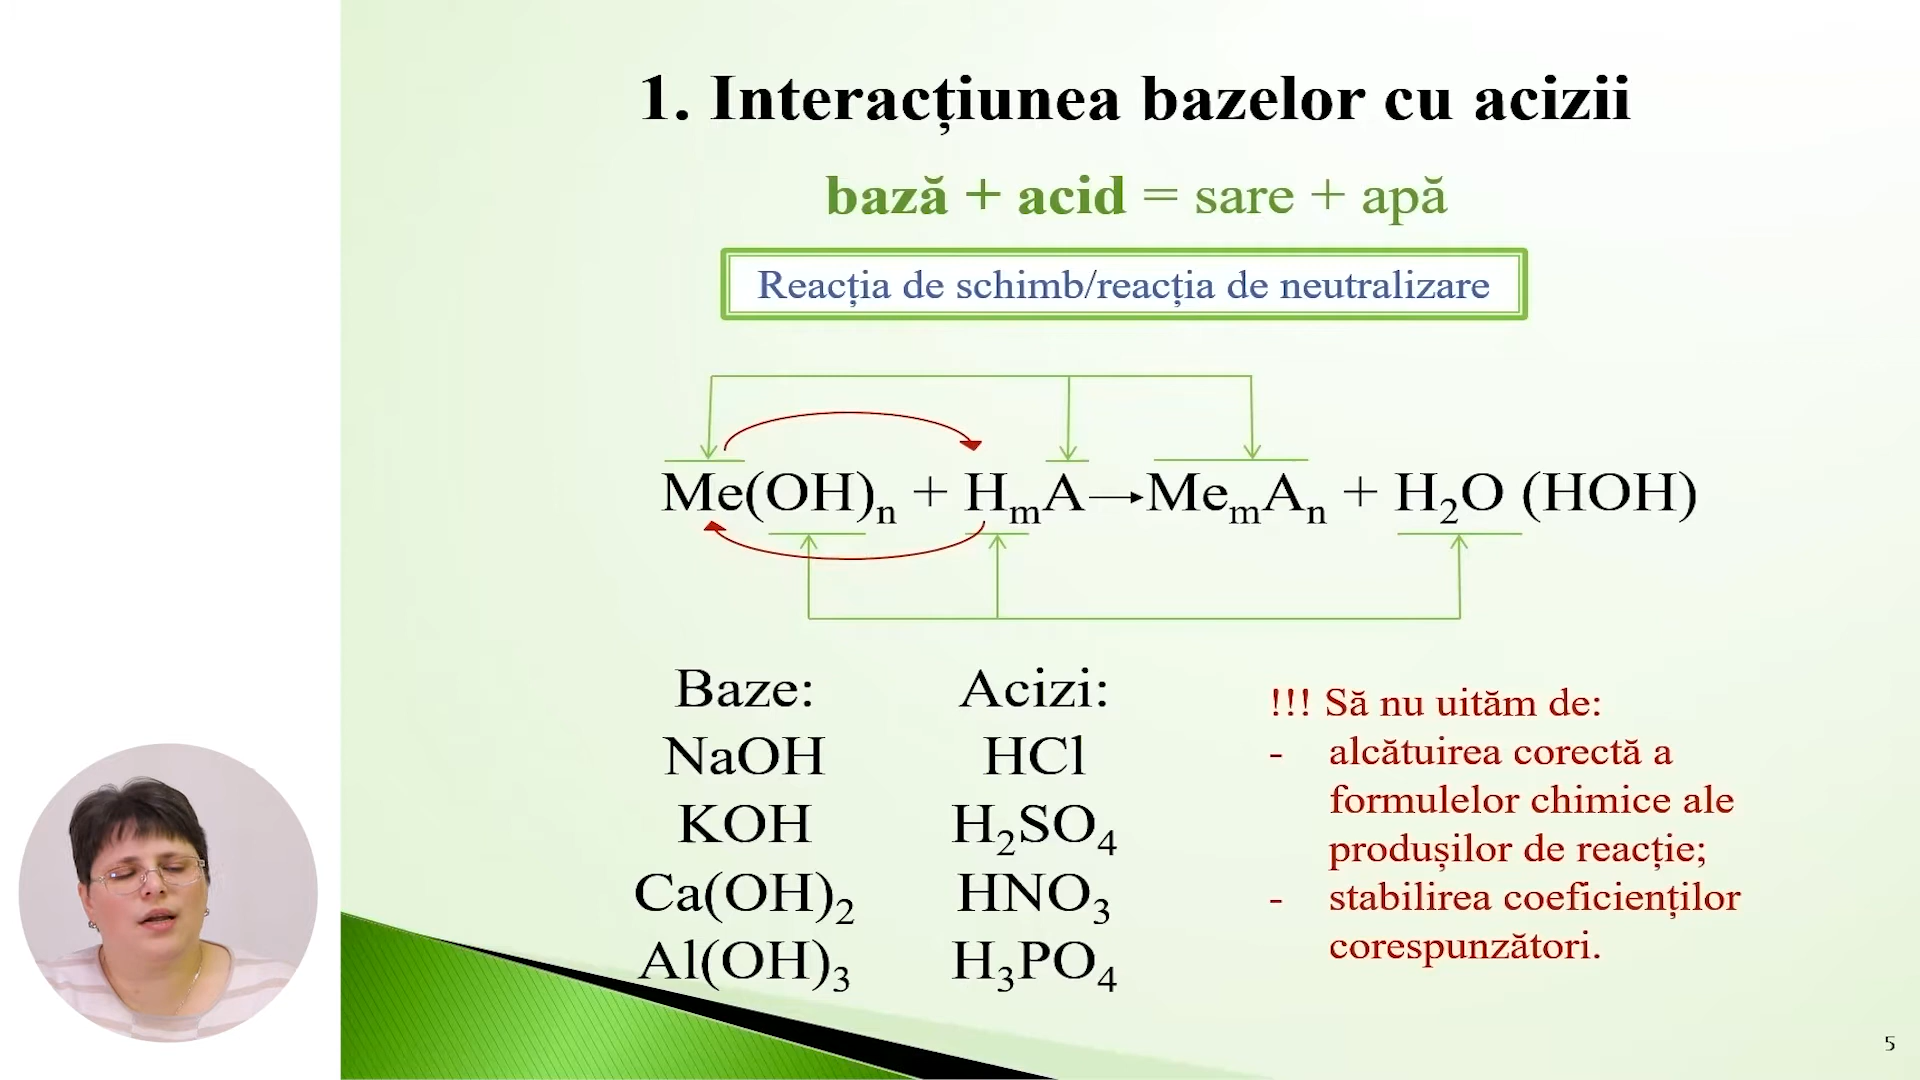 1. Interacțiunea bazelor cu acizii
bază + acid = sare + apă
Reacția de schimb/reacția de neutralizare
Me(OH)ₙ + HₘA → MeₘAₙ + H₂O (HOH)
Baze:
NaOH
KOH
Ca(OH)₂
Al(OH)₃
Acizi:
HCl
H₂SO₄
HNO₃
H₃PO₄
!!! Să nu uităm de:
- alcătuirea corectă a
formulelor chimice ale
produșilor de reacție;
- stabilirea coeficienților
corespunzători.
5